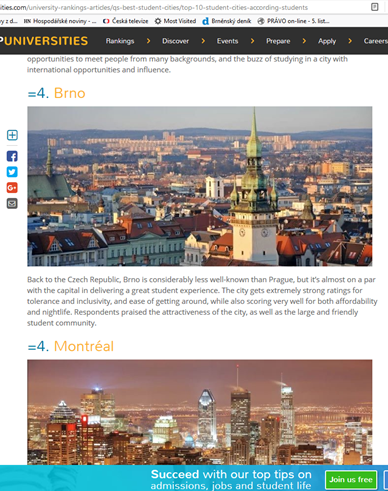 ities.com/university-rankings-articles/qs-best-student-cities/top-10-student-cities-according-students
y z d... Hospodářské noviny - ... Česká televize Most Visited Brněnský deník PRÁVO on-line - 5. list...
PUNIVERSITIES Rankings Discover Events Prepare Apply Careers
opportunities to meet people from many backgrounds, and the buzz of studying in a city with
international opportunities and influence.
=4. Brno
Back to the Czech Republic, Brno is considerably less well-known than Prague, but it's almost on a par
with the capital in delivering a great student experience. The city gets extremely strong ratings for
tolerance and inclusivity, and ease of getting around, while also scoring very well for both affordability
and nightlife. Respondents praised the attractiveness of the city, as well as the large and friendly
student community.
=4. Montréal
Succeed with our top tips on
admissions, jobs and student life
Join us free